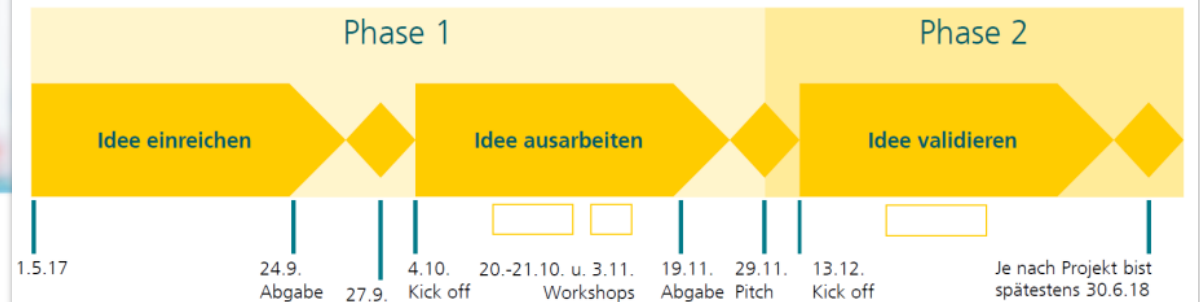 Phase 1
Phase 2
Idee einreichen
Idee ausarbeiten
Idee validieren
1.5.17
24.9.
Abgabe
27.9.
4.10.
Kick off
20.-21.10. u. 3.11.
Workshops
19.11.
Abgabe
29.11.
Pitch
13.12.
Kick off
Je nach Projekt bist
spätestens 30.6.18